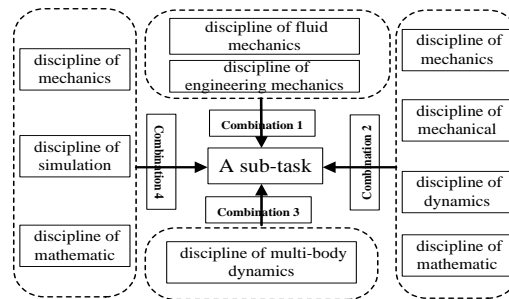 discipline of
mechanics
discipline of
simulation
discipline of
mathematic
discipline of fluid
mechanics
discipline of
engineering mechanics
Combination 1
Combination 4
A sub-task
Combination 2
Combination 3
discipline of multi-body
dynamics
discipline of
mechanics
discipline of
mechanical
discipline of
dynamics
discipline of
mathematic